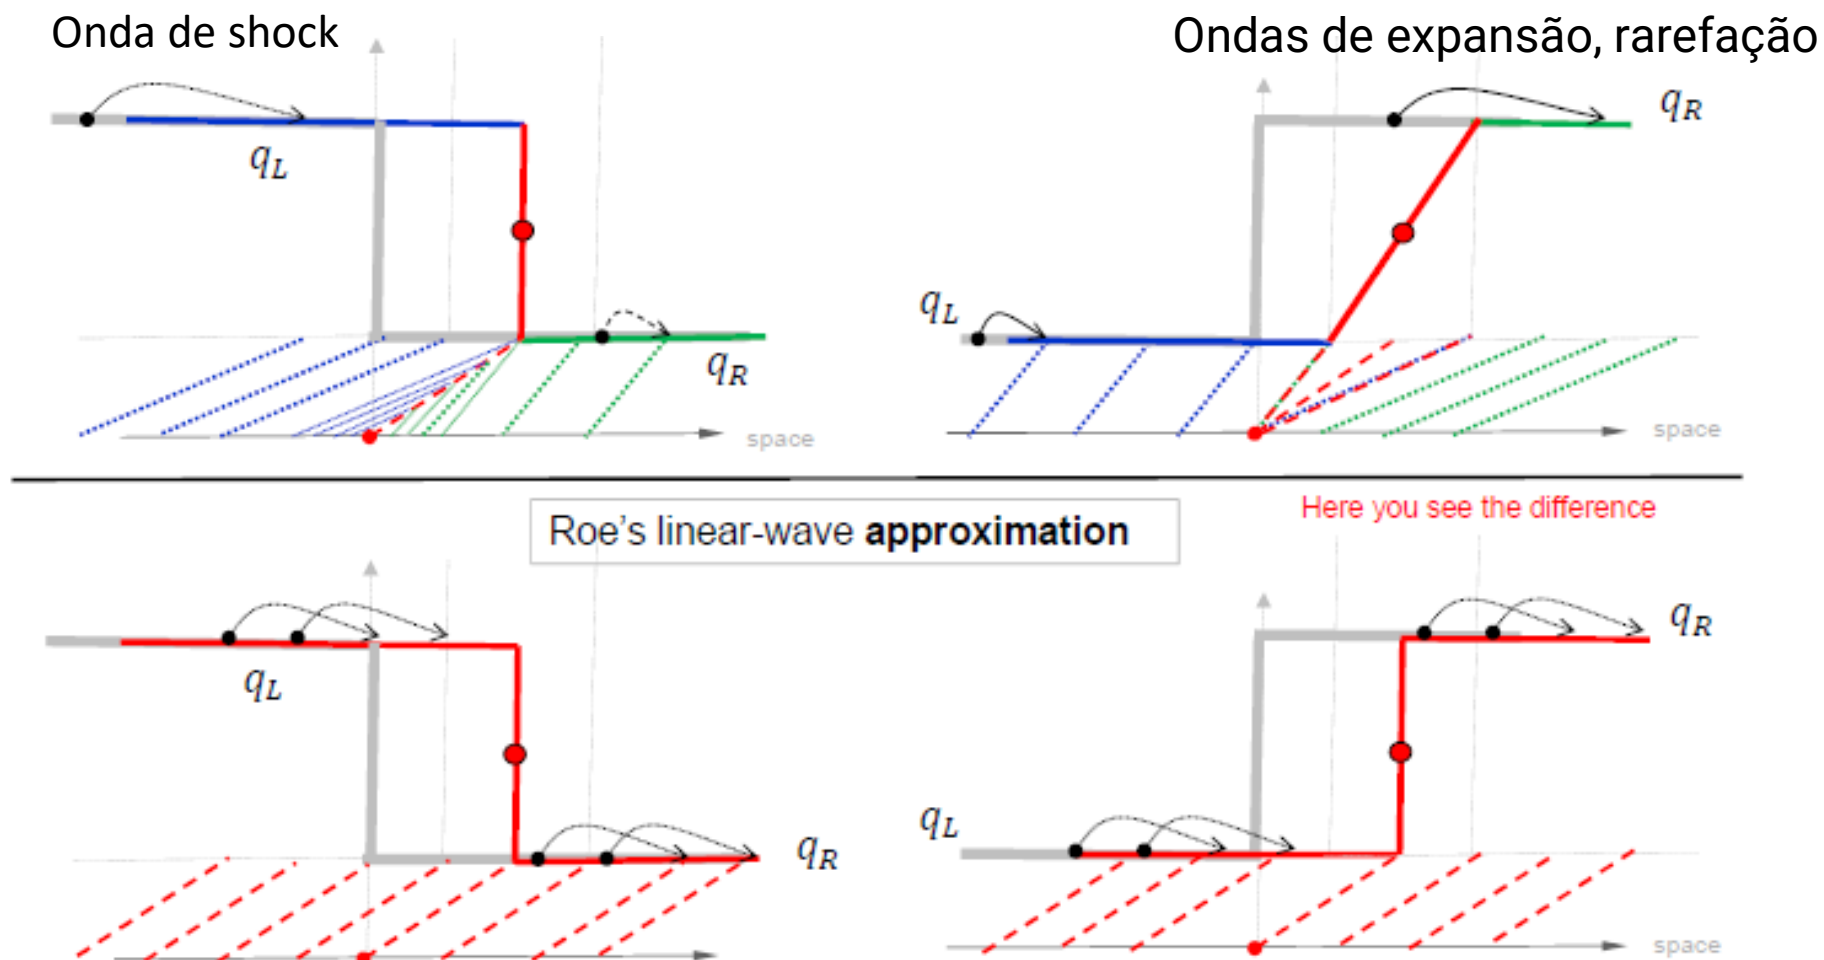 Onda de shock
Ondas de expansão, rarefação
q_R
q_L
q_L
q_R
space
space
Here you see the difference
Roe's linear-wave approximation
q_R
q_L
q_L
q_R
space